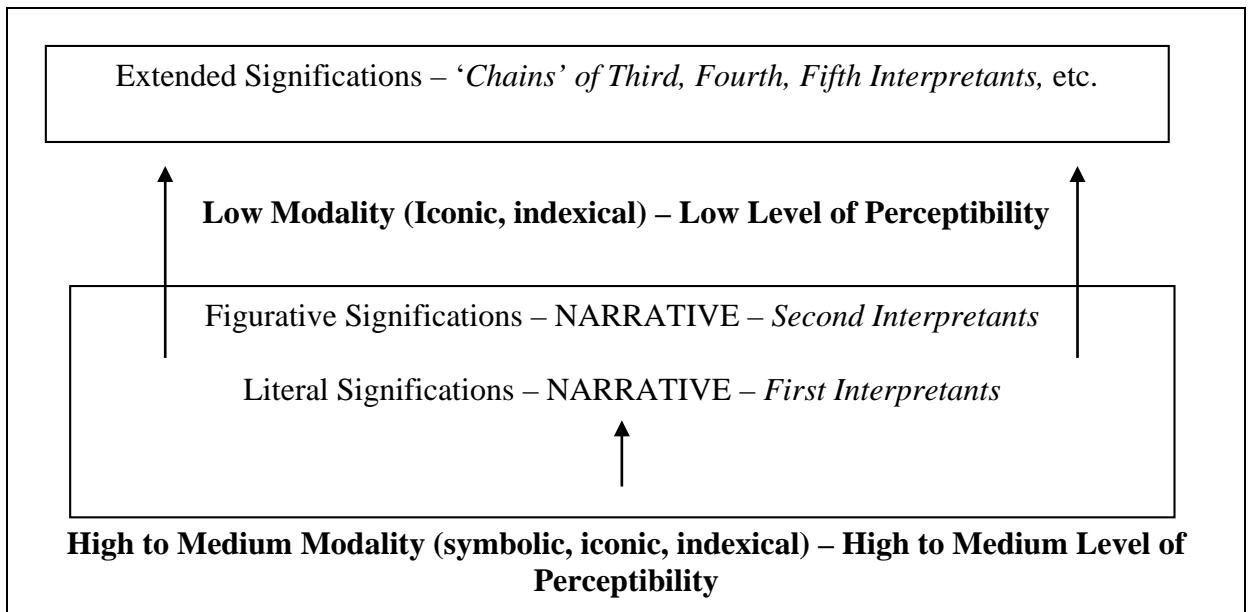 Extended Significations – ‘Chains’ of Third, Fourth, Fifth Interpretants, etc.
Low Modality (Iconic, indexical) – Low Level of Perceptibility
Figurative Significations – NARRATIVE – Second Interpretants
Literal Significations – NARRATIVE – First Interpretants
High to Medium Modality (symbolic, iconic, indexical) – High to Medium Level of
Perceptibility